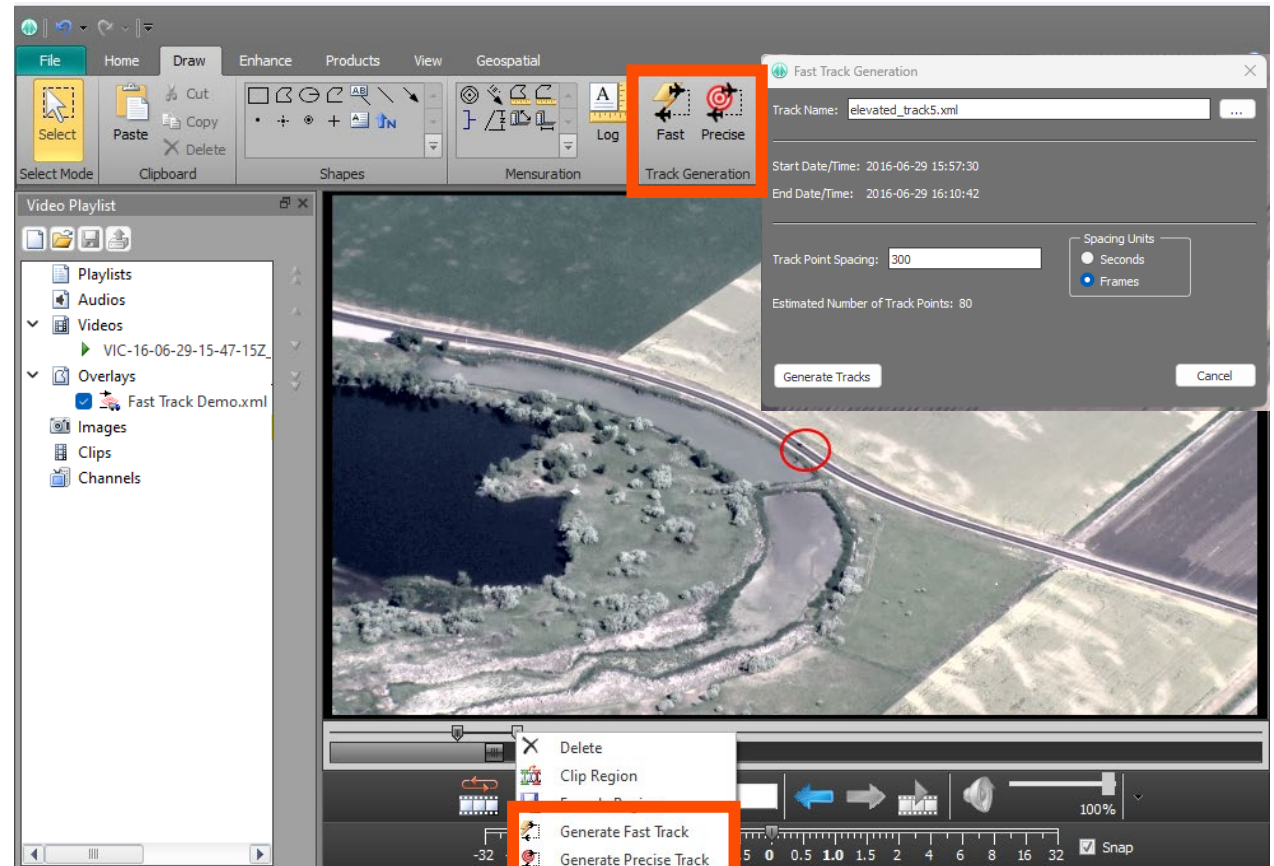 File Home Draw Enhance Products View Geospatial
Select
Paste
Cut
Copy
Delete
AB
N
A
Log
Fast Precise
Select Mode Clipboard Shapes Mensuration Track Generation
Fast Track Generation
Track Name: elevated_track5.xml ...
Start Date/Time: 2016-06-29 15:57:30
End Date/Time: 2016-06-29 16:10:42
Track Point Spacing: 300
Spacing Units
Seconds
Frames
Estimated Number of Track Points: 80
Generate Tracks Cancel
Video Playlist
Playlists
Audios
Videos
VIC-16-06-29-15-47-15Z_
Overlays
Fast Track Demo.xml
Images
Clips
Channels
Delete
Clip Region
Generate Fast Track
Generate Precise Track
100%
-32 5 0 0.5 1.0 1.5 2 4 6 8 16 32 Snap